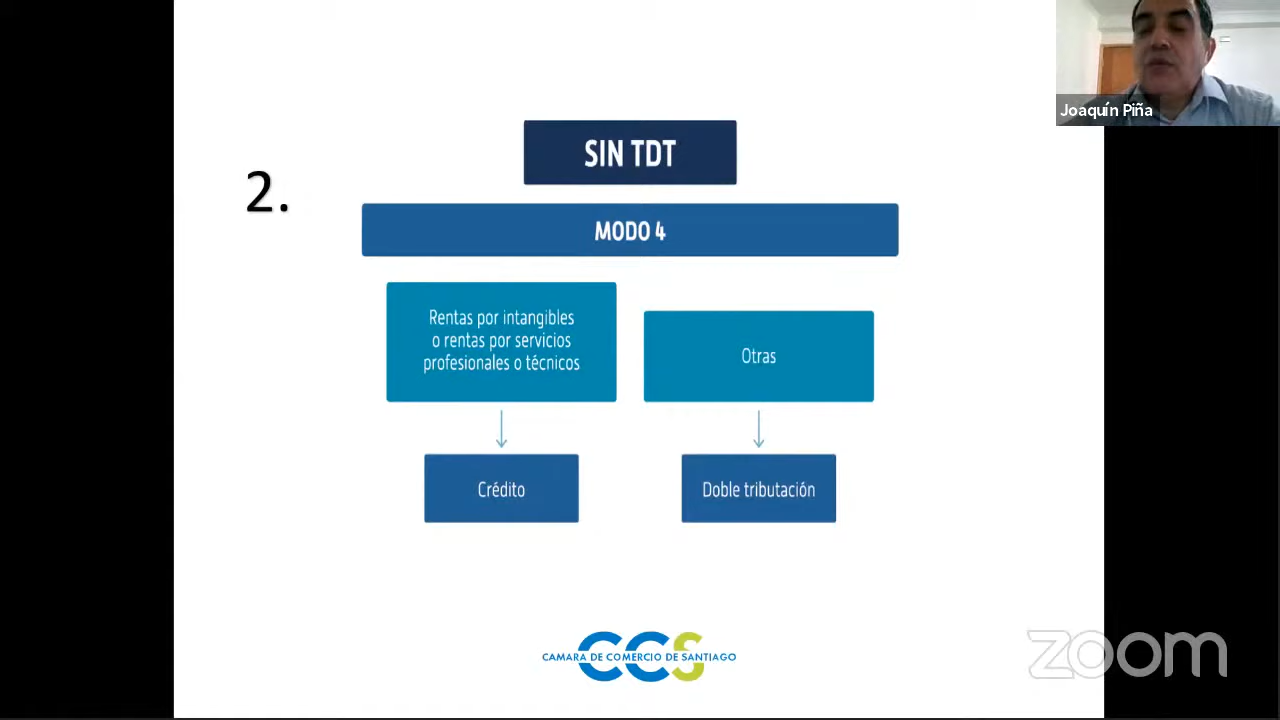 Joaquín Piña
2.
SIN TDT
MODO 4
Rentas por intangibles
o rentas por servicios
profesionales o técnicos
Otras
Crédito
Doble tributación
CCS
CAMARA DE COMERCIO DE SANTIAGO
zoom